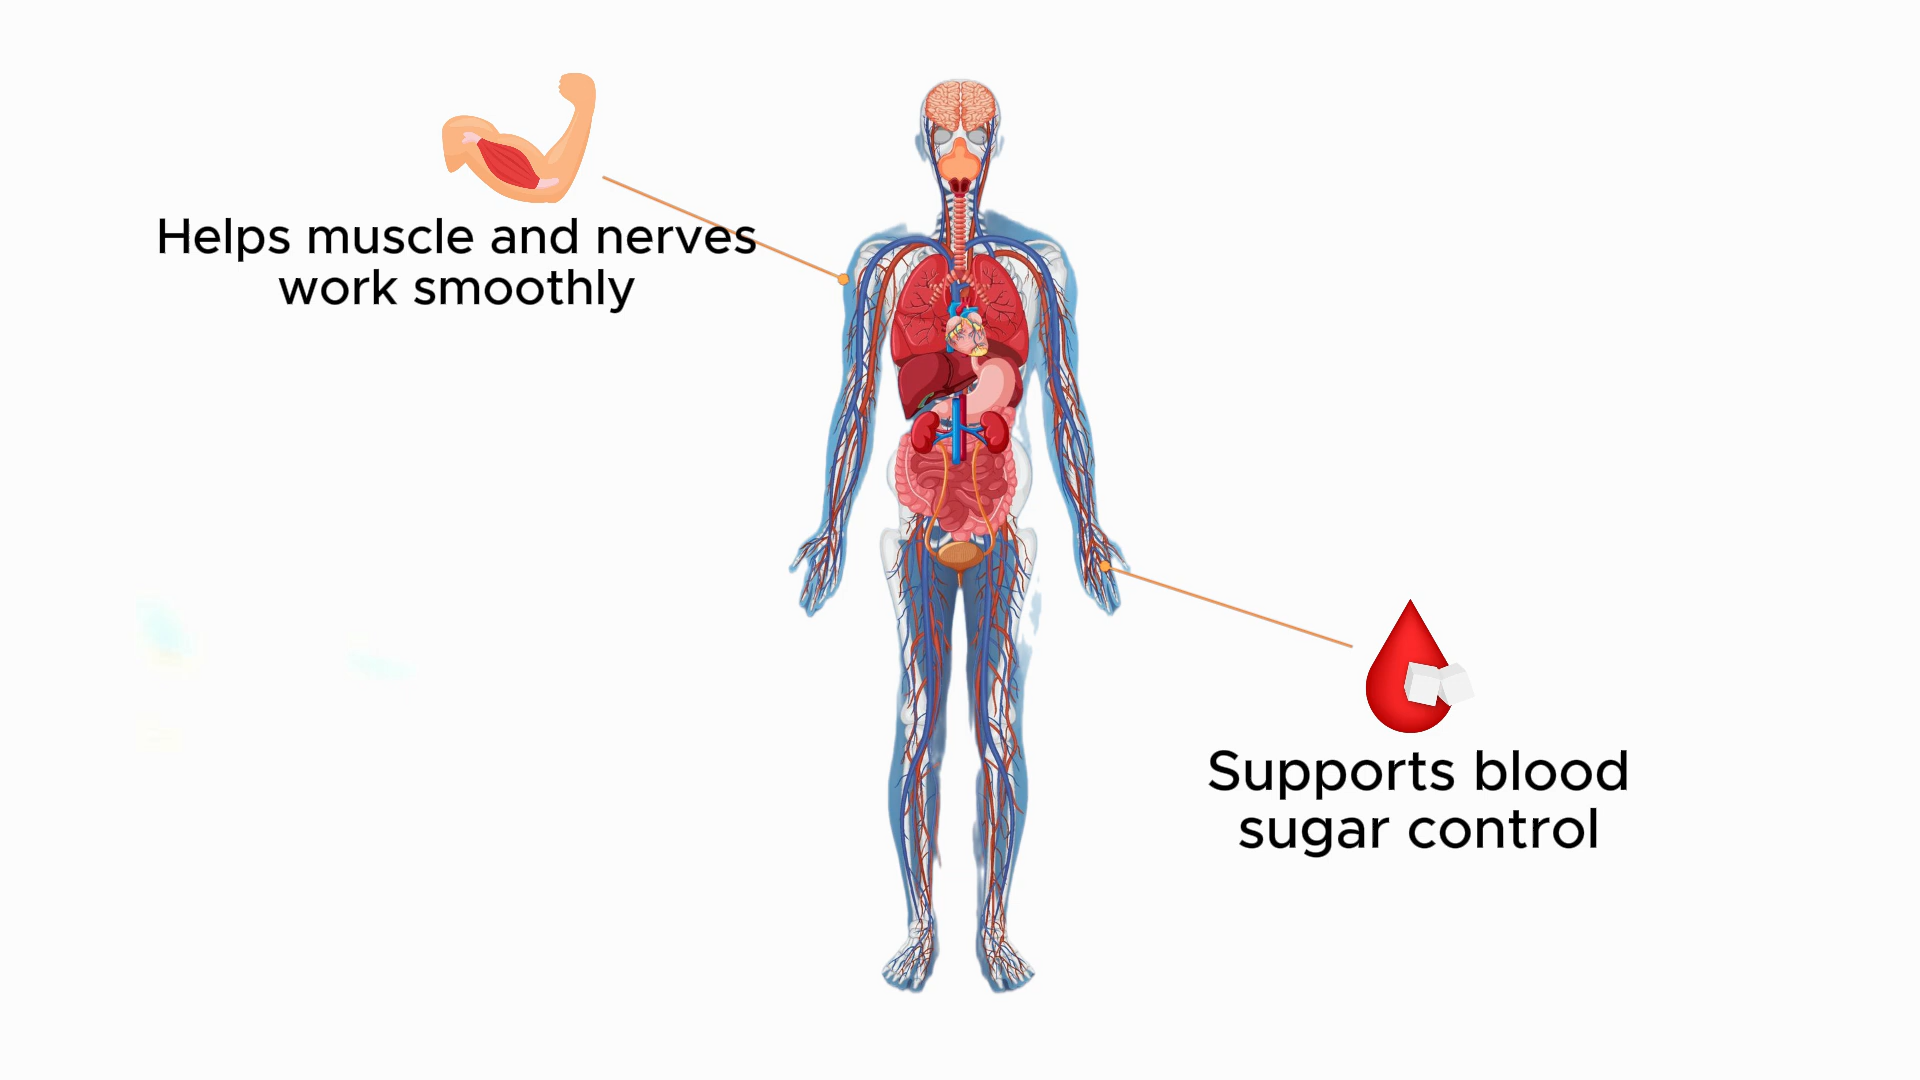 Helps muscle and nerves
work smoothly
Supports blood
sugar control